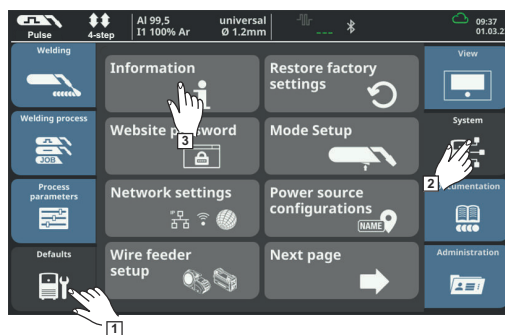 Pulse
4-step
Al 99,5 universal
I1 100% Ar Ø 1.2mm
---
09:37
01.03.2
Welding
Welding process
JOB
Process
parameters
Defaults
1
Information
3
Restore factory
settings
Website password
Mode Setup
Network settings
Power source
configurations
NAME
Wire feeder
setup
Next page
View
System
2
Documentation
Administration